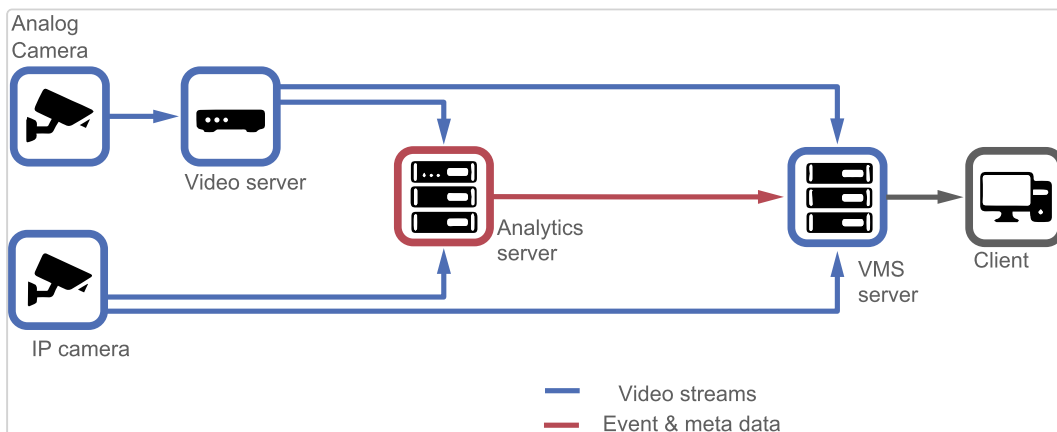 Analog
Camera
Video server
Analytics
server
IP camera
VMS
server
Client
Video streams
Event & meta data